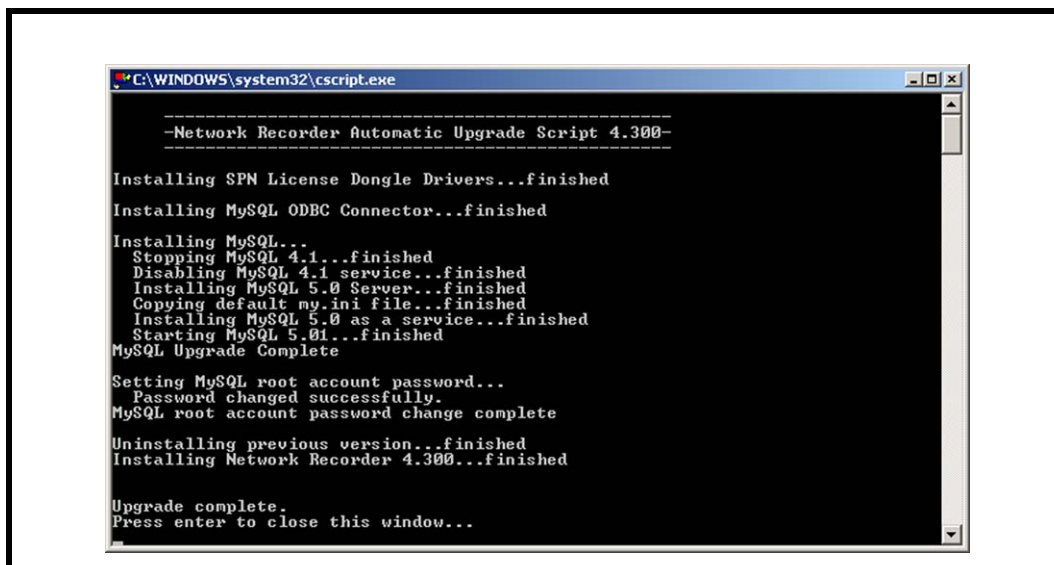 C:\WINDOWS\system32\cscript.exe
-Network Recorder Automatic Upgrade Script 4.300-
Installing SPN License Dongle Drivers...finished
Installing MySQL ODBC Connector...finished
Installing MySQL...
Stopping MySQL 4.1...finished
Disabling MySQL 4.1 service...finished
Installing MySQL 5.0 Server...finished
Copying default my.ini file...finished
Installing MySQL 5.0 as a service...finished
Starting MySQL 5.01...finished
MySQL Upgrade Complete
Setting MySQL root account password...
Password changed successfully.
MySQL root account password change complete
Uninstalling previous version...finished
Installing Network Recorder 4.300...finished
Upgrade complete.
Press enter to close this window...